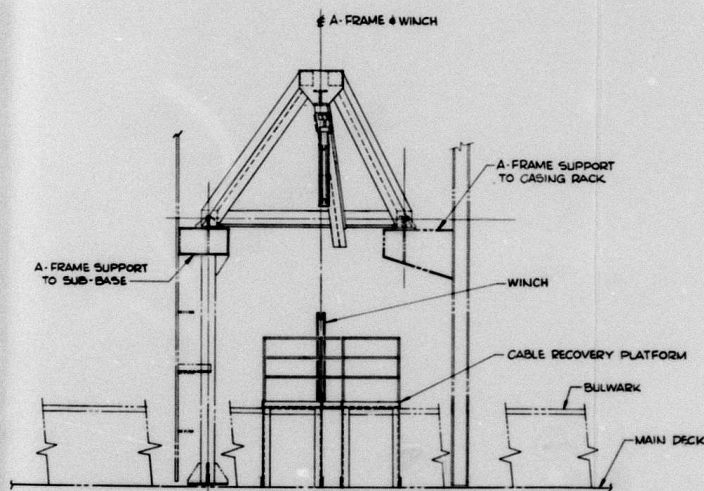 ℄ A-FRAME & WINCH
A-FRAME SUPPORT
TO CASING RACK
A-FRAME SUPPORT
TO SUB-BASE
WINCH
CABLE RECOVERY PLATFORM
BULWARK
MAIN DECK